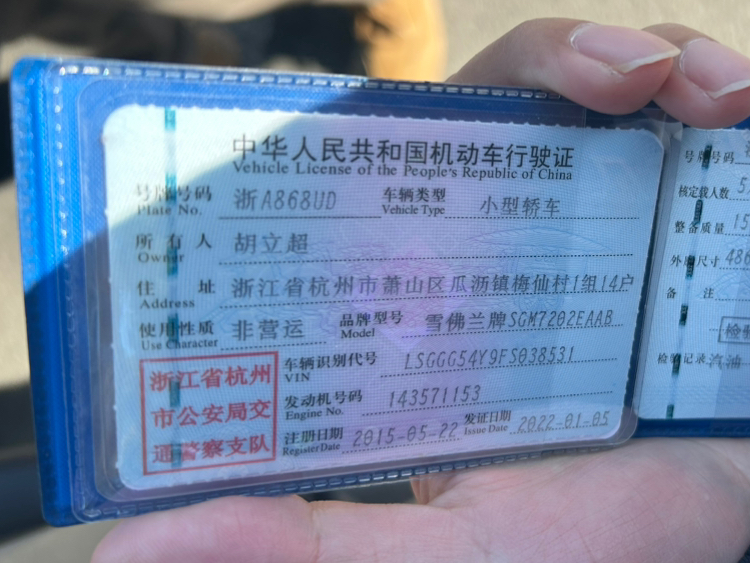 中华人民共和国机动车行驶证
Vehicle License of the People's Republic of China
号牌号码 浙A868UD 车辆类型 小型轿车
Plate No. Vehicle Type
所有人 胡立超
Owner
住址 浙江省杭州市萧山区瓜沥镇梅仙村1组14户
Address
使用性质 非营运 品牌型号 雪佛兰牌SGM7202EAAB
Use Character Model
浙江省杭州
市公安局交
通警察支队
车辆识别代号 LSGGG54Y9FS038531
VIN
发动机号码 143571153
Engine No.
注册日期 2015-05-22 发证日期 2022-01-05
Register Date Issue Date
号牌号码
核定载人数 5
整备质量 15
外廓尺寸 486
备注
检验
检验记录 汽油